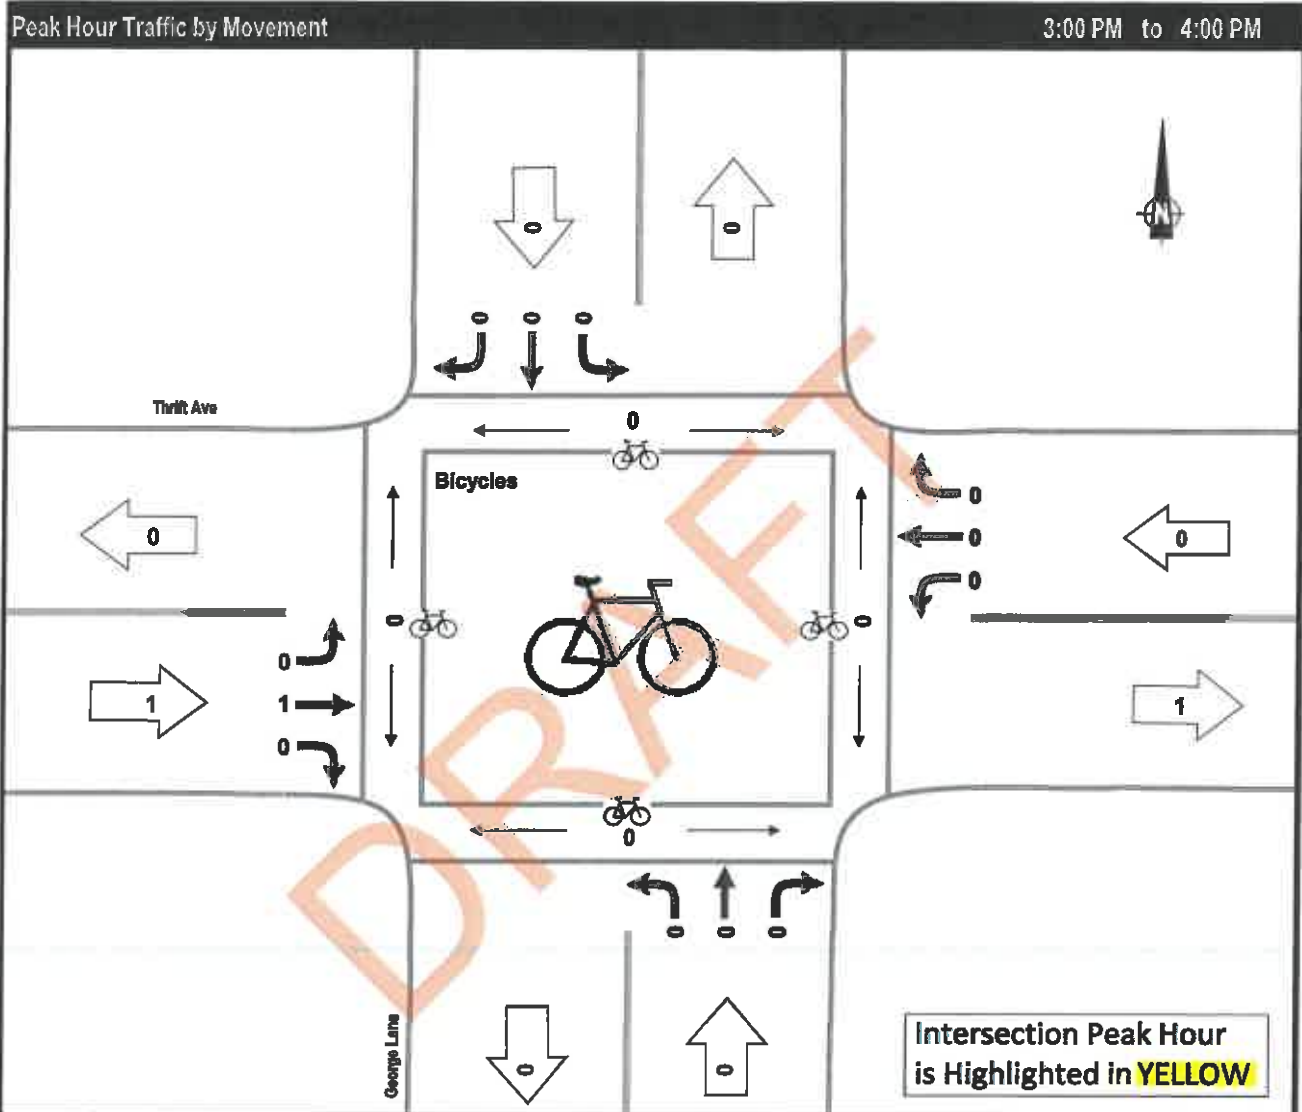 Peak Hour Traffic by Movement
3:00 PM to 4:00 PM
0
0
N
0 0 0
Thrift Ave
0
Bicycles
0
0
0
0
0
0
0
0
0
1
1
0
1
0
0
0 0 0
DRAFT
George Lane
0
0
Intersection Peak Hour
is Highlighted in YELLOW